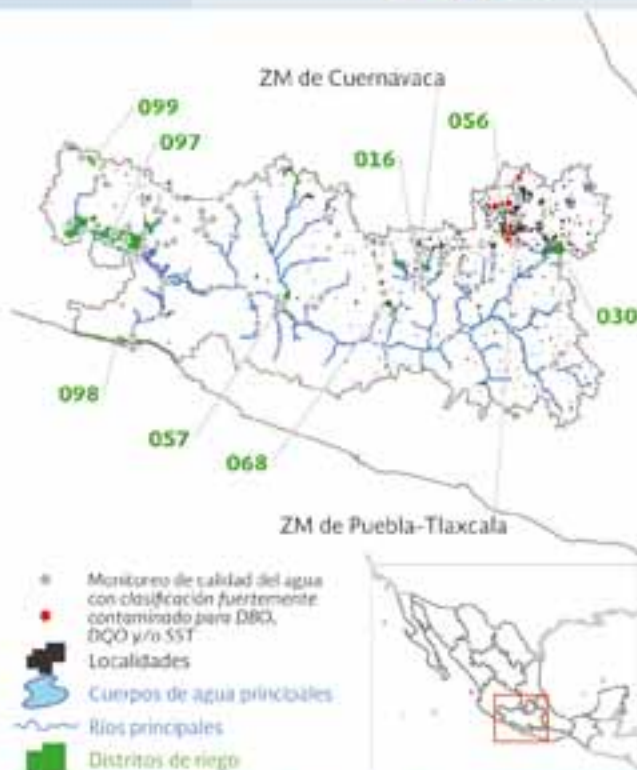 ZM de Cuernavaca
099
056
097
016
030
098
057
068
ZM de Puebla-Tlaxcala
Monitoreo de calidad del agua
con clasificación fuertemente
contaminado para DBO,
DQO y/o SST
Localidades
Cuerpos de agua principales
Ríos principales
Distritos de riego